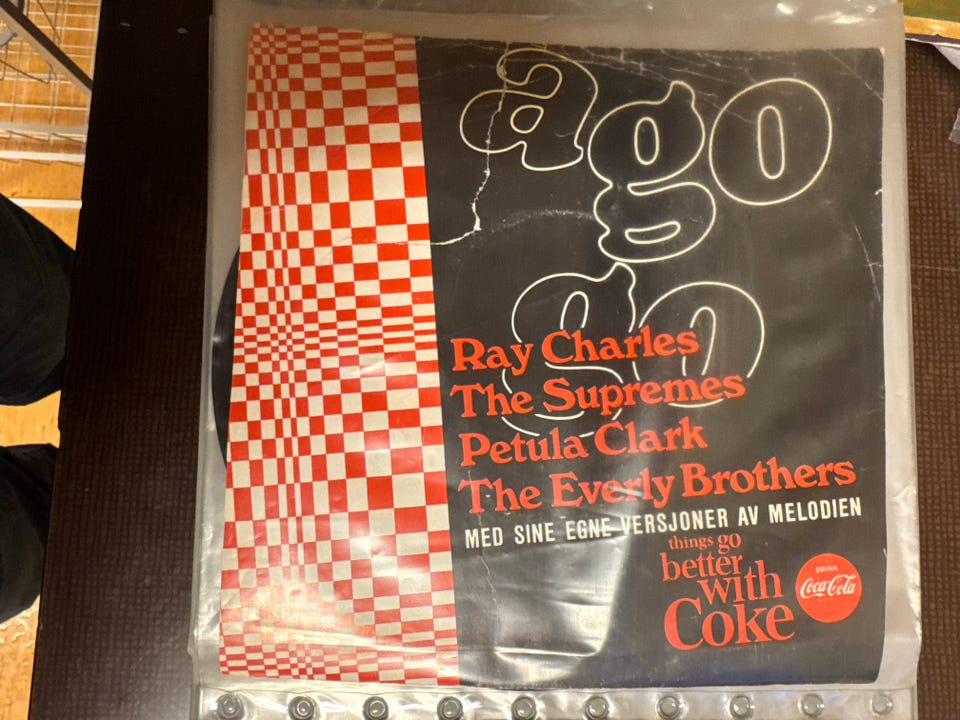 a go
go
Ray Charles
The Supremes
Petula Clark
The Everly Brothers
MED SINE EGNE VERSJONER AV MELODIEN
things go
better
with
Coke
DRINK
Coca-Cola